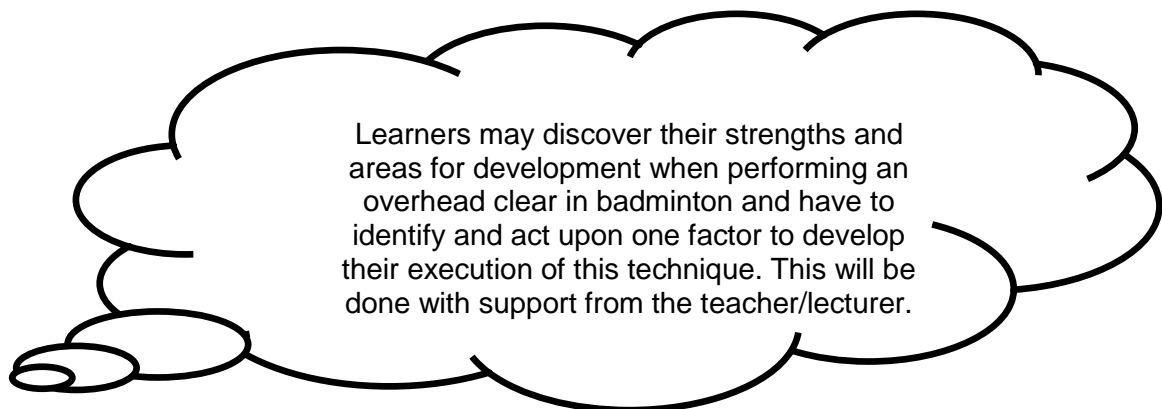 Learners may discover their strengths and
areas for development when performing an
overhead clear in badminton and have to
identify and act upon one factor to develop
their execution of this technique. This will be
done with support from the teacher/lecturer.